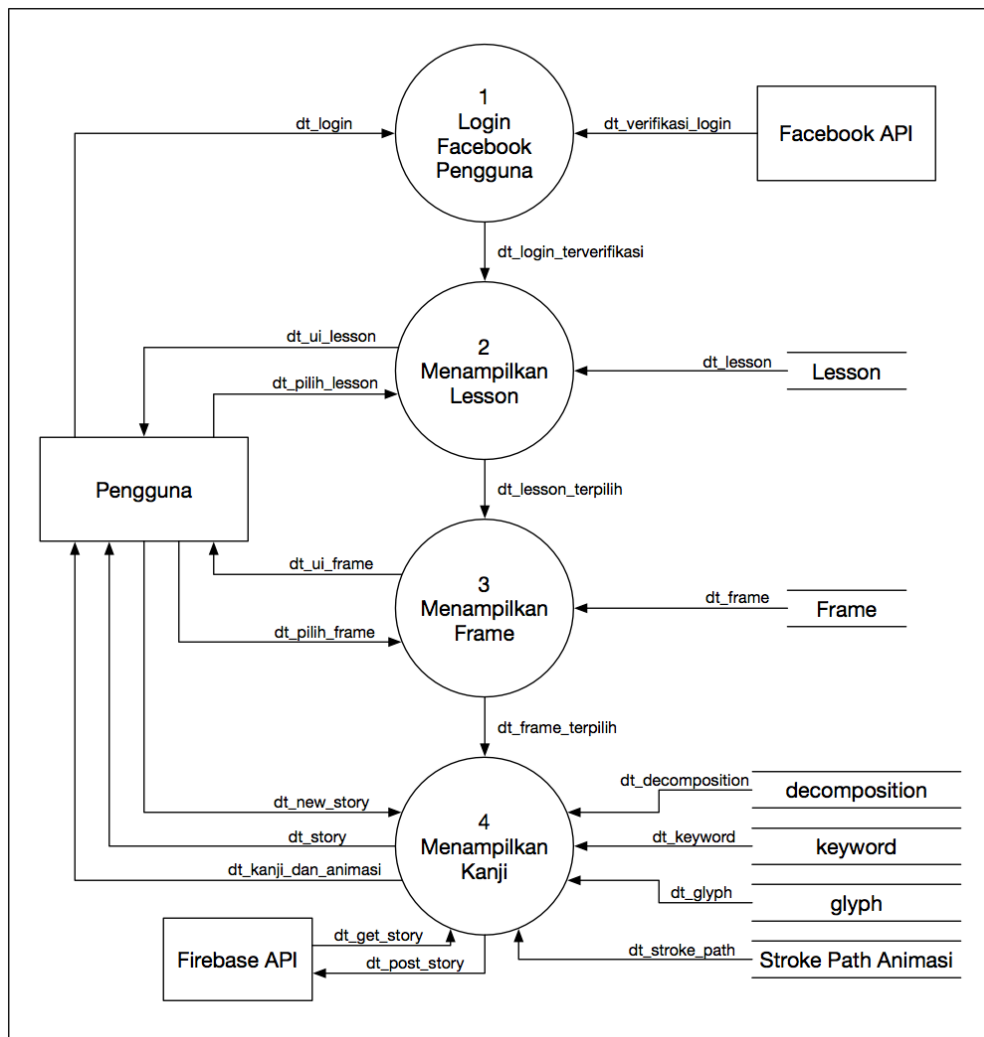 1
Login
Facebook
Pengguna
dt_login
dt_verifikasi_login
Facebook API
dt_login_terverifikasi
2
Menampilkan
Lesson
dt_ui_lesson
dt_pilih_lesson
dt_lesson
Lesson
Pengguna
dt_lesson_terpilih
3
Menampilkan
Frame
dt_ui_frame
dt_pilih_frame
dt_frame
Frame
dt_frame_terpilih
4
Menampilkan
Kanji
dt_new_story
dt_story
dt_kanji_dan_animasi
dt_decomposition
decomposition
dt_keyword
keyword
dt_glyph
glyph
dt_stroke_path
Stroke Path Animasi
Firebase API
dt_get_story
dt_post_story